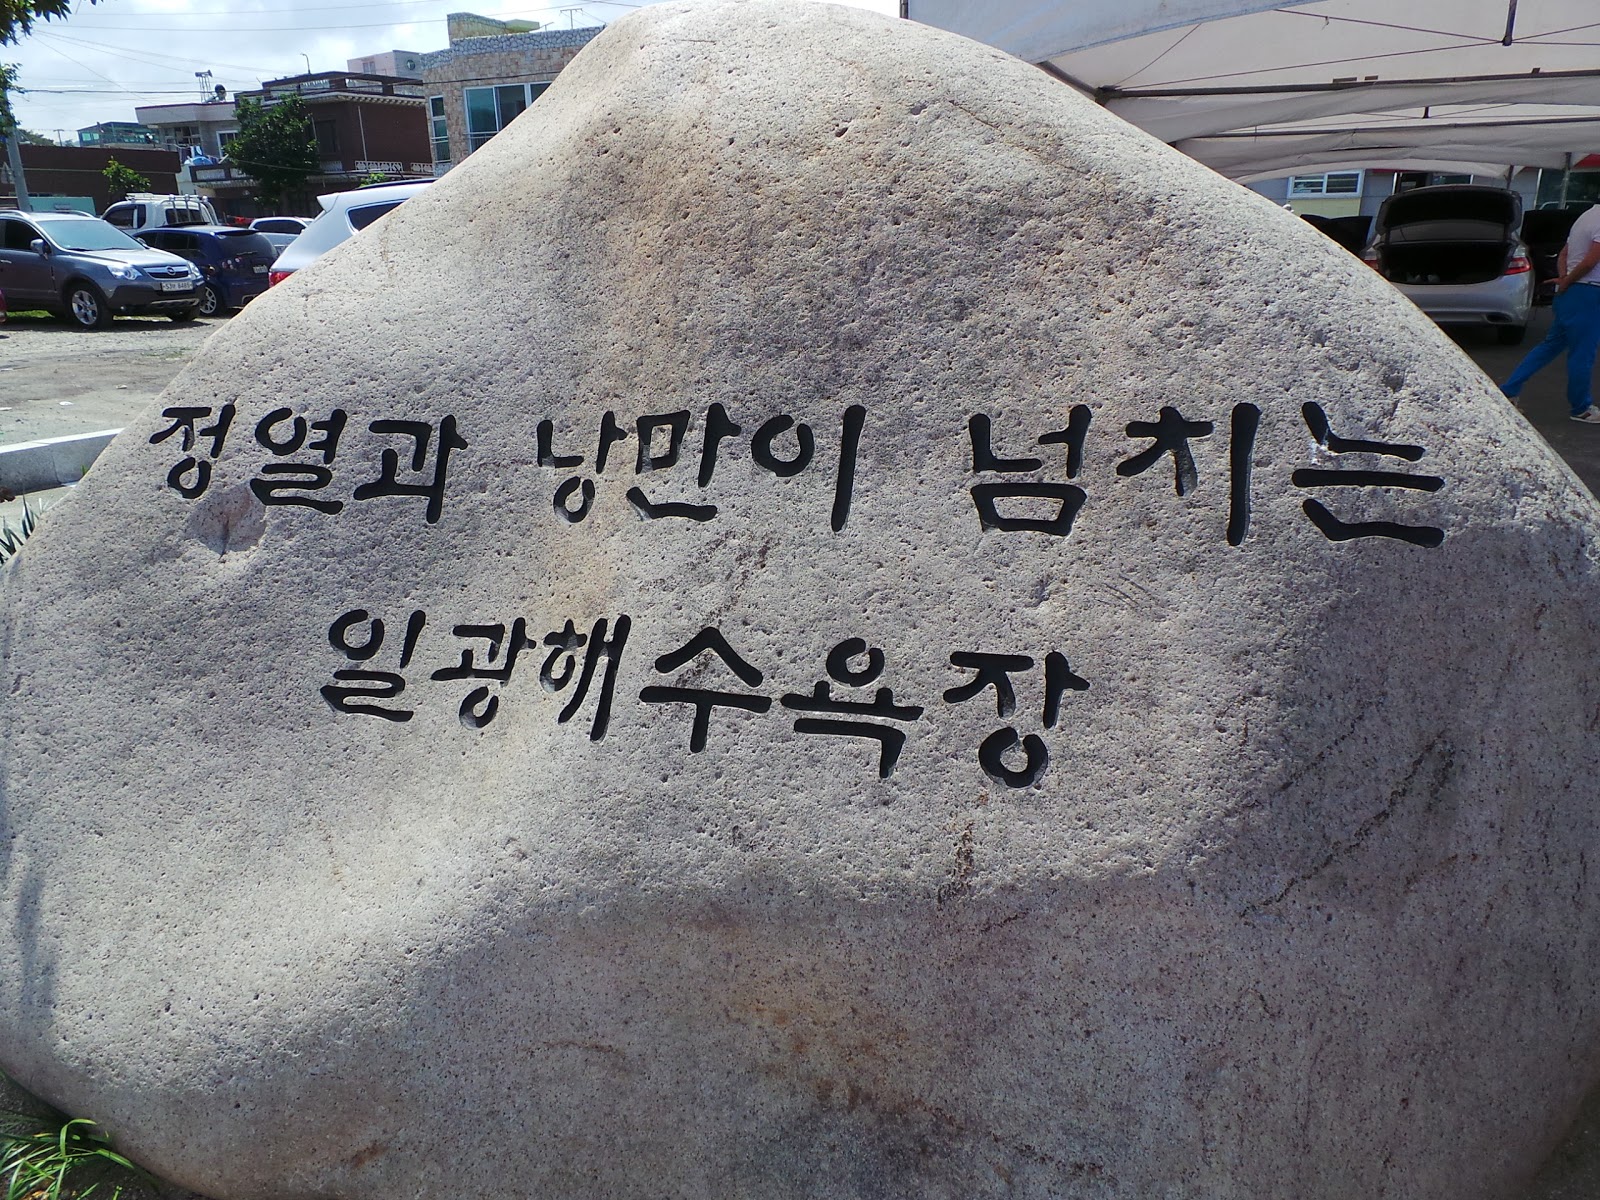 정열과 낭만이 넘치는
일광해수욕장